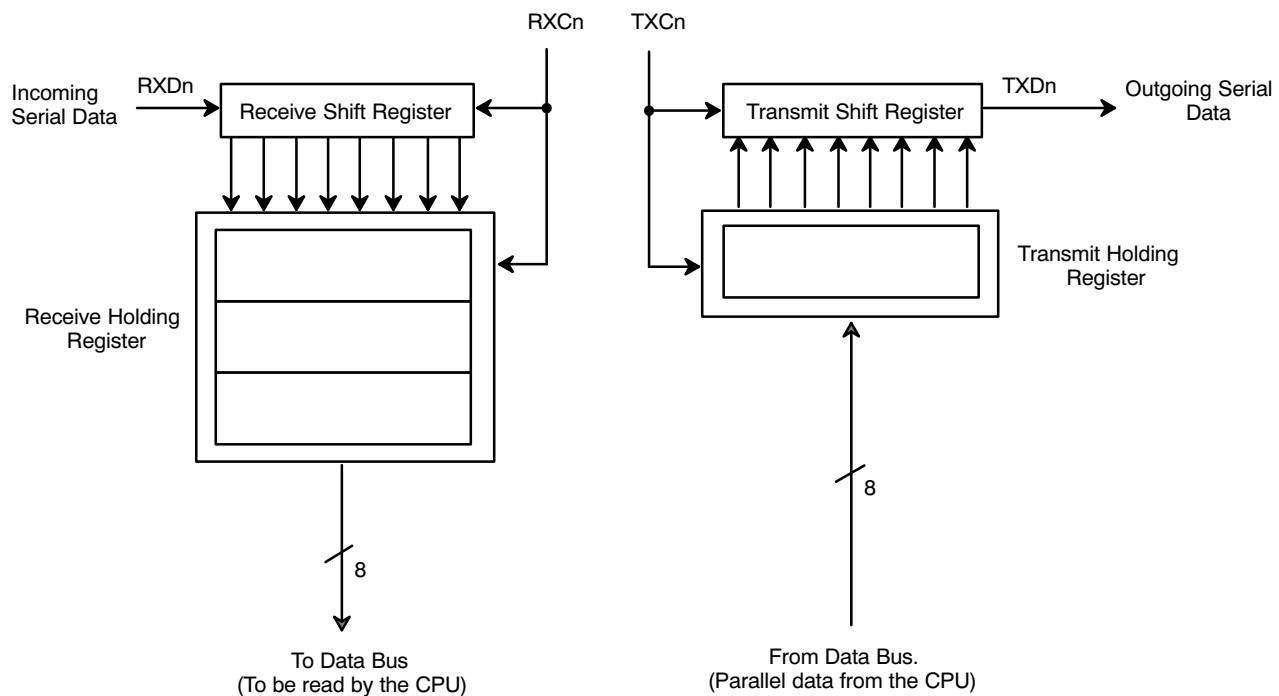 RXCn
TXCn
Incoming
Serial Data
RXDn
Receive Shift Register
Transmit Shift Register
TXDn
Outgoing Serial
Data
Receive Holding
Register
Transmit Holding
Register
8
8
To Data Bus
(To be read by the CPU)
From Data Bus.
(Parallel data from the CPU)